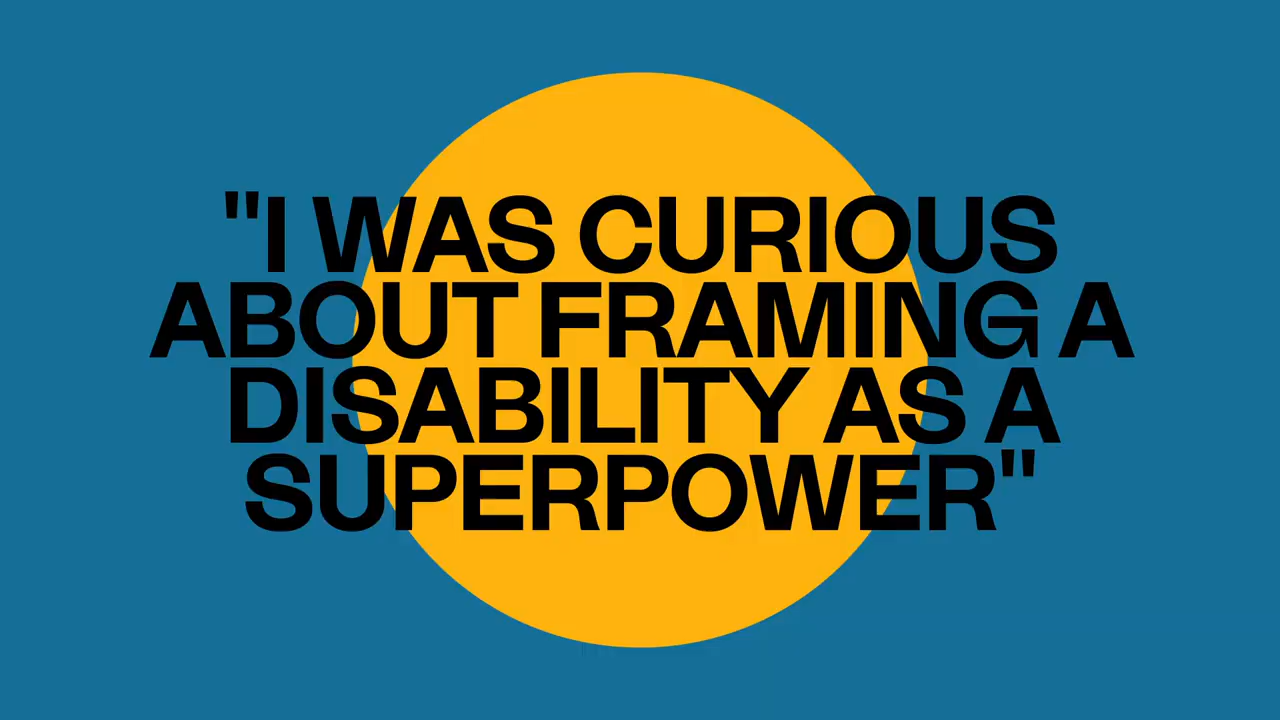 "I WAS CURIOUS
ABOUT FRAMING A
DISABILITY AS A
SUPERPOWER"